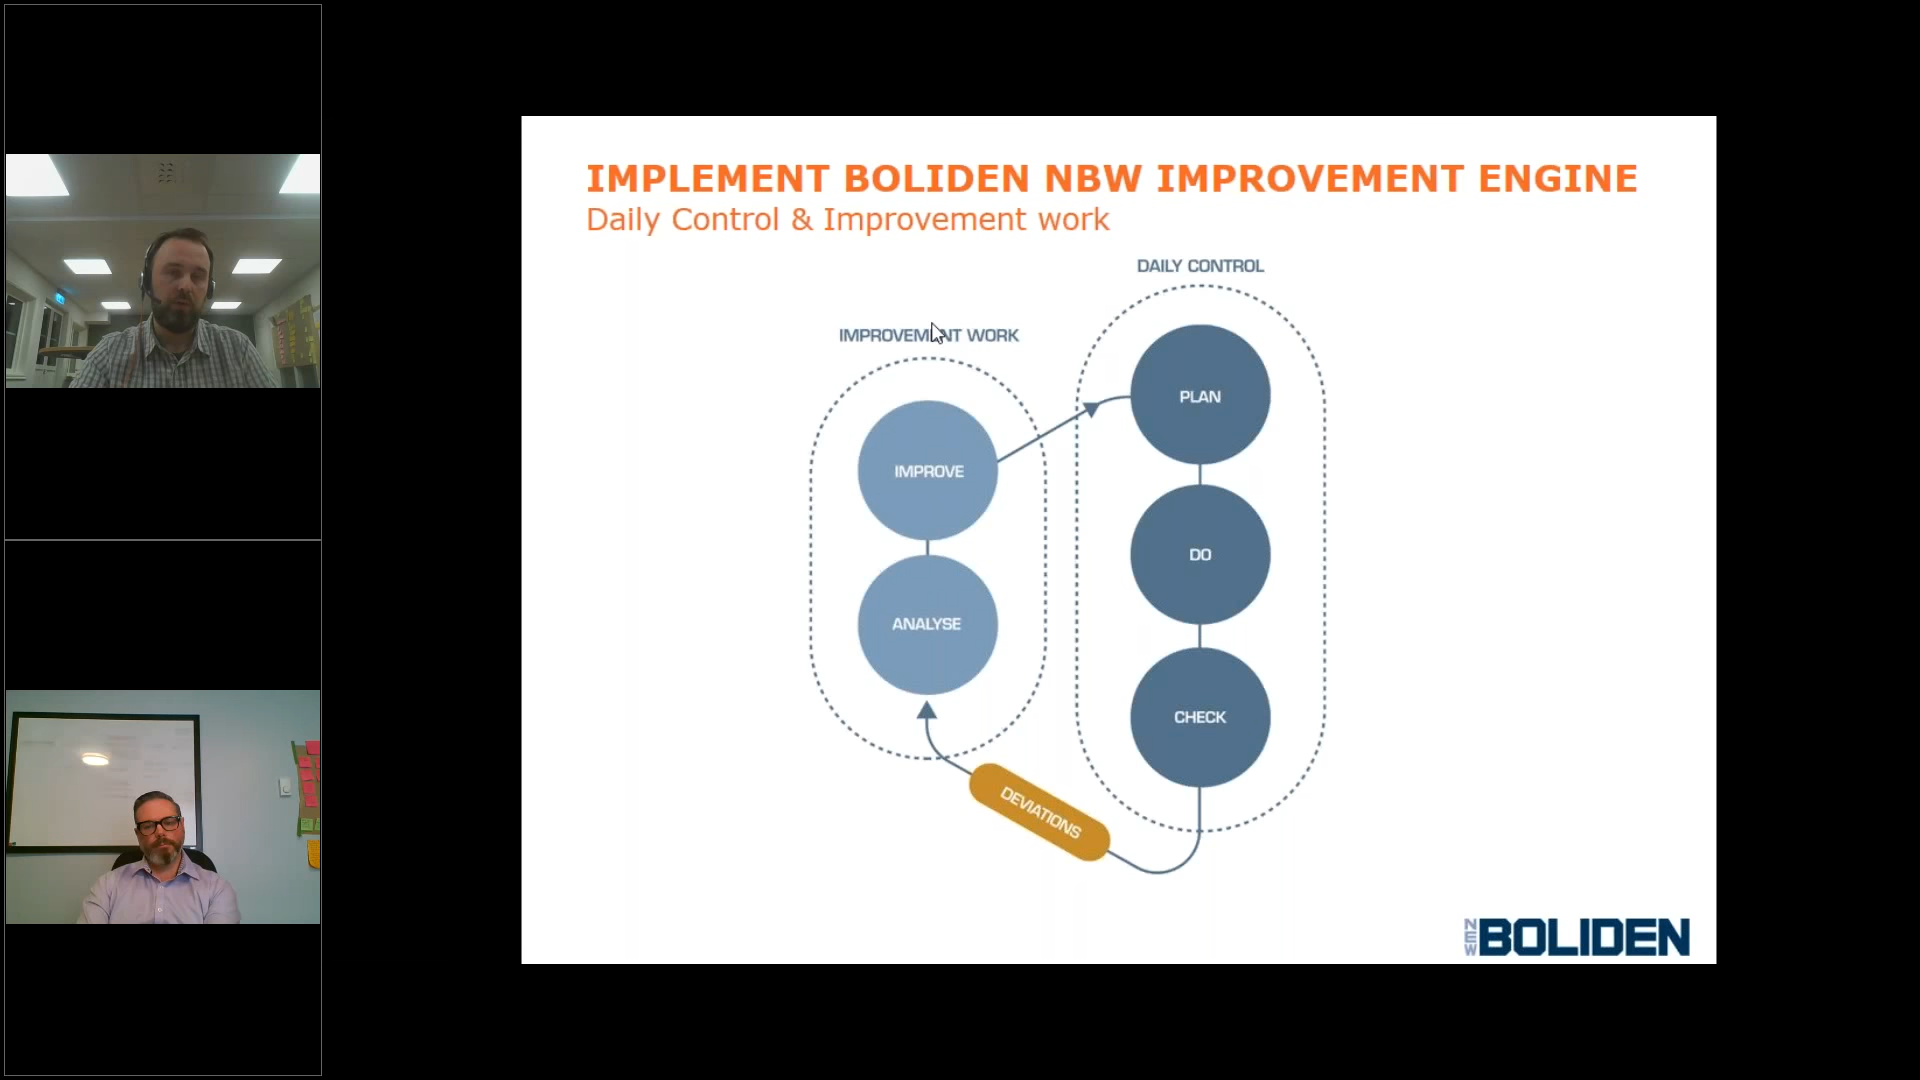 IMPLEMENT BOLIDEN NBW IMPROVEMENT ENGINE
Daily Control & Improvement work
DAILY CONTROL
IMPROVEMENT WORK
PLAN
IMPROVE
DO
ANALYSE
CHECK
DEVIATIONS
NEW BOLIDEN